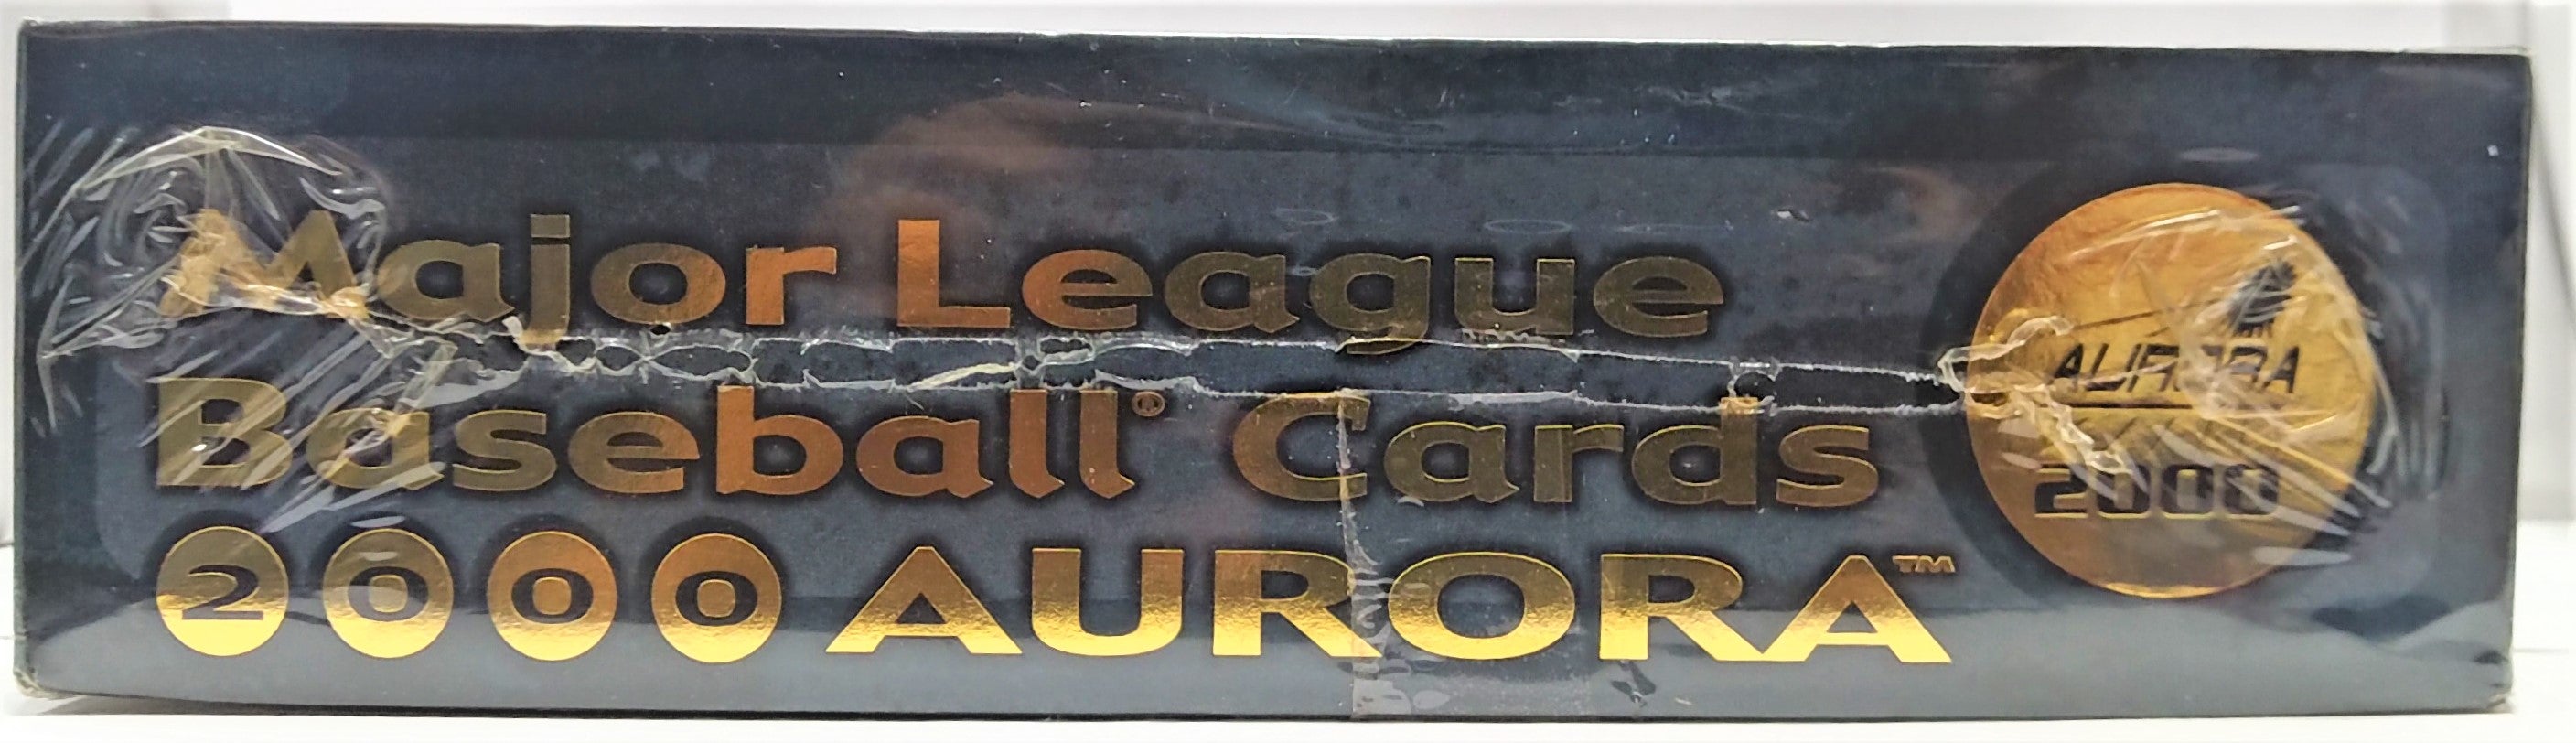 Major League
Baseball® Cards
2000 AURORA™
AURORA
2000